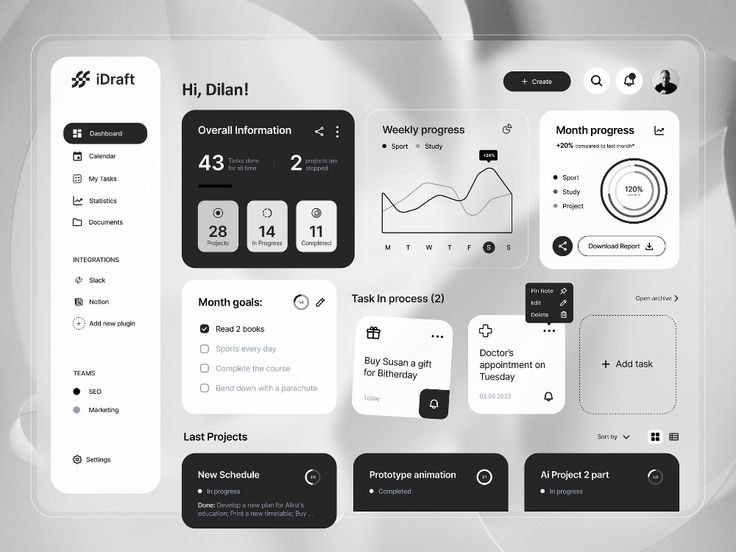 iDraft
Dashboard
Calendar
My Tasks
Statistics
Documents
INTEGRATIONS
Slack
Notion
Add new plugin
TEAMS
SEO
Marketing
Settings
Hi, Dilan!
+ Create
Overall Information
43 Tasks done
for all time
2 projects are
stopped
28
Projects
14
In Progress
11
Completed
Weekly progress
Sport
Study
+24%
M T W T F S S
Month progress
+20% compared to last month*
Sport
Study
Project
120%
Download Report
Month goals:
Read 2 books
Sports every day
Complete the course
Bend down with a parachute
Task In process (2)
Open archive
Buy Susan a gift
for Bitherday
Today
Pin Note
Edit
Delete
Doctor's
appointment on
Tuesday
02.09.2023
+ Add task
Last Projects
Sort by
New Schedule
In progress
Done: Develop a new plan for Alina's
education; Print a new timetable; Buy ...
Prototype animation
Completed
Ai Project 2 part
In progress